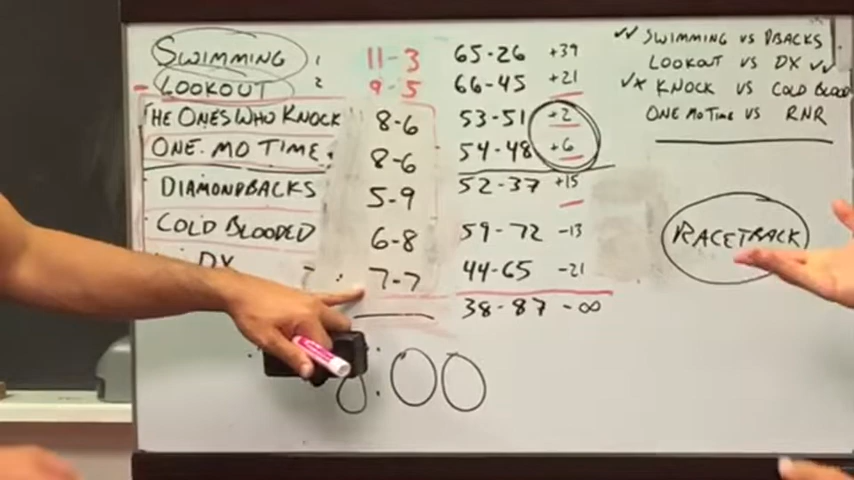 SWIMMING 1 11-3 65-26 +39
LOOKOUT 2 9-5 66-45 +21
THE ONES WHO KNOCK 8-6 53-51 +2
ONE MO TIME 8-6 54-48 +6
DIAMONDBACKS 5-9 52-37 +15
COLD BLOODED 6-8 59-72 -13
DX 7-7 44-65 -21
38-87 -∞
8:00
✓✓ SWIMMING VS DBACKS
LOOKOUT VS DX ✓✓
✓✗ KNOCK VS COLD BLOOD
ONE MO TIME VS RNR
RACETRACK